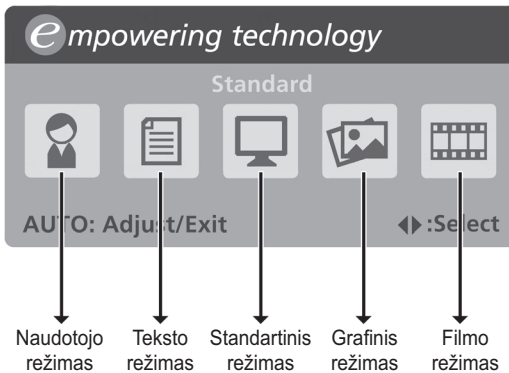 empowering technology
Standard
AUTO: Adjust/Exit
:Select
Naudotojo režimas
Teksto režimas
Standartinis režimas
Grafinis režimas
Filmo režimas